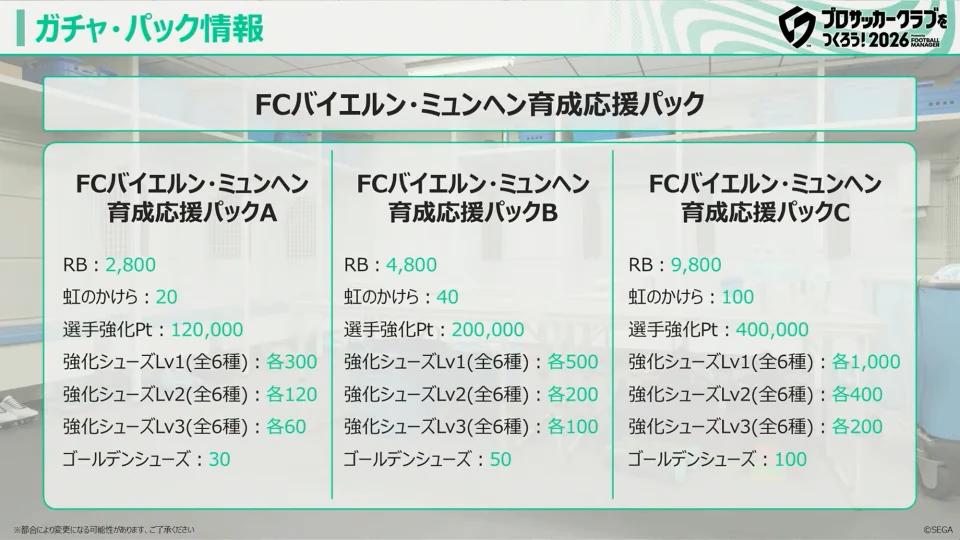 ガチャ・パック情報
プロサッカークラブを
つくろう!2026
Powered by
FOOTBALL
MANAGER
FCバイエルン・ミュンヘン育成応援パック
FCバイエルン・ミュンヘン
育成応援パックA
RB:2,800
虹のかけら:20
選手強化Pt:120,000
強化シューズLv1(全6種):各300
強化シューズLv2(全6種):各120
強化シューズLv3(全6種):各60
ゴールデンシューズ:30
FCバイエルン・ミュンヘン
育成応援パックB
RB:4,800
虹のかけら:40
選手強化Pt:200,000
強化シューズLv1(全6種):各500
強化シューズLv2(全6種):各200
強化シューズLv3(全6種):各100
ゴールデンシューズ:50
FCバイエルン・ミュンヘン
育成応援パックC
RB:9,800
虹のかけら:100
選手強化Pt:400,000
強化シューズLv1(全6種):各1,000
強化シューズLv2(全6種):各400
強化シューズLv3(全6種):各200
ゴールデンシューズ:100
※都合により変更になる可能性があります、ご了承ください
©SEGA